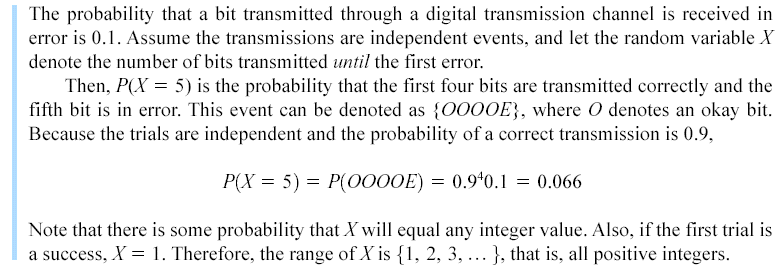 The probability that a bit transmitted through a digital transmission channel is received in
error is 0.1. Assume the transmissions are independent events, and let the random variable X
denote the number of bits transmitted until the first error.
Then, P(X = 5) is the probability that the first four bits are transmitted correctly and the
fifth bit is in error. This event can be denoted as {OOOOE}, where O denotes an okay bit.
Because the trials are independent and the probability of a correct transmission is 0.9,
P(X = 5) = P(OOOOE) = 0.9⁴0.1 = 0.066
Note that there is some probability that X will equal any integer value. Also, if the first trial is
a success, X = 1. Therefore, the range of X is {1, 2, 3, ... }, that is, all positive integers.